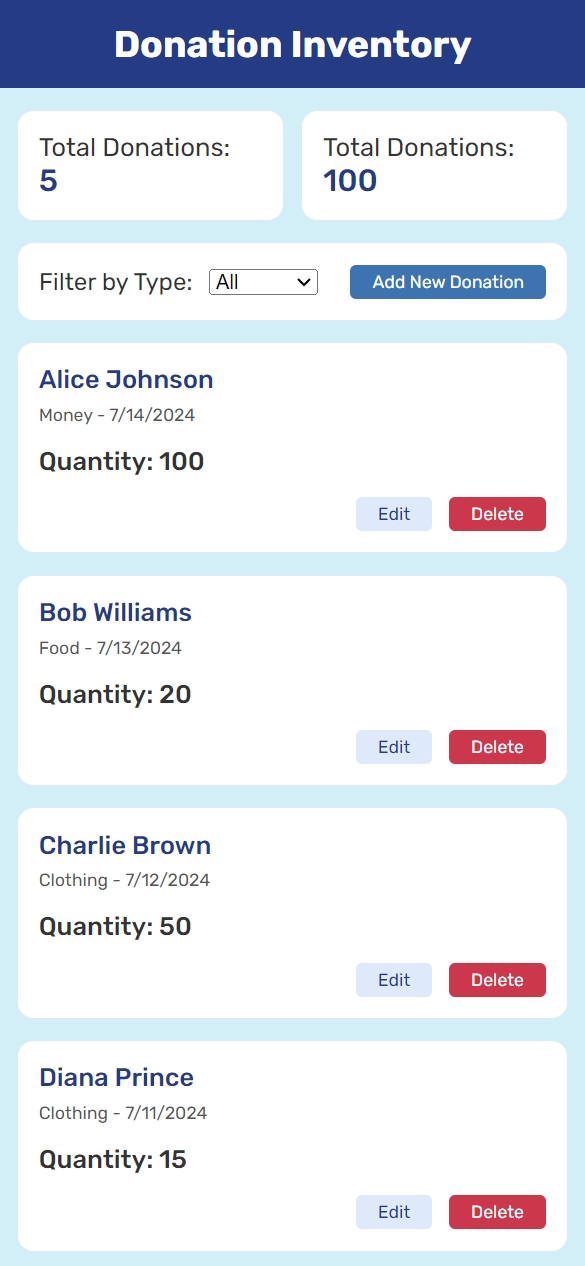 Donation Inventory
Total Donations:
5
Total Donations:
100
Filter by Type: All Add New Donation
Alice Johnson
Money - 7/14/2024
Quantity: 100
Edit Delete
Bob Williams
Food - 7/13/2024
Quantity: 20
Edit Delete
Charlie Brown
Clothing - 7/12/2024
Quantity: 50
Edit Delete
Diana Prince
Clothing - 7/11/2024
Quantity: 15
Edit Delete